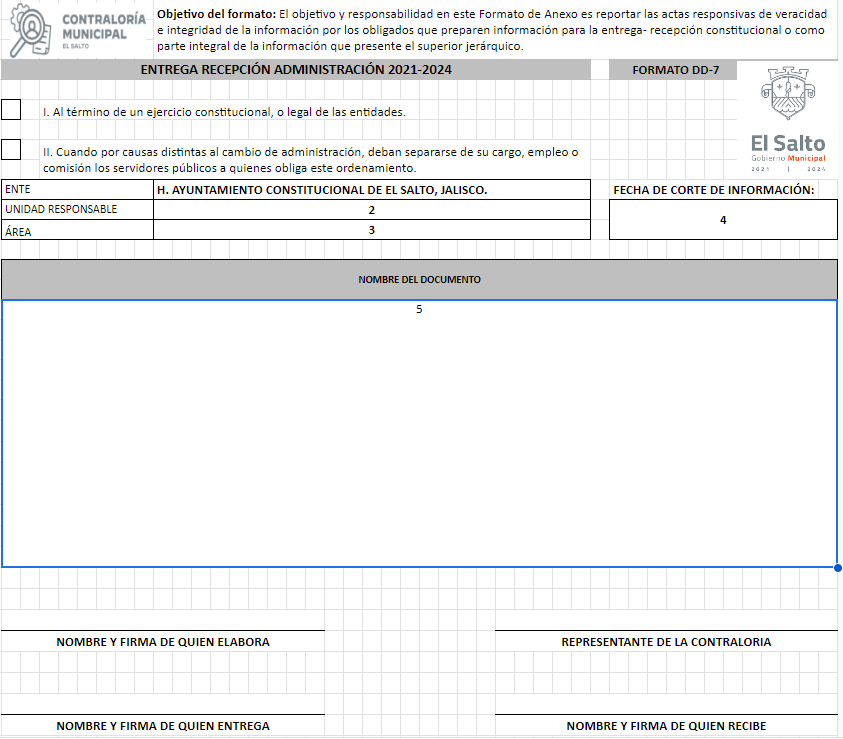 CONTRALORÍA
MUNICIPAL
EL SALTO
Objetivo del formato: El objetivo y responsabilidad en este Formato de Anexo es reportar las actas responsivas de veracidad
e integridad de la información por los obligados que preparen información para la entrega- recepción constitucional o como
parte integral de la información que presente el superior jerárquico.
ENTREGA RECEPCIÓN ADMINISTRACIÓN 2021-2024
FORMATO DD-7
I. Al término de un ejercicio constitucional, o legal de las entidades.
II. Cuando por causas distintas al cambio de administración, deban separarse de su cargo, empleo o
comisión los servidores públicos a quienes obliga este ordenamiento.
El Salto
Gobierno Municipal
2021 | 2024
ENTE
H. AYUNTAMIENTO CONSTITUCIONAL DE EL SALTO, JALISCO.
FECHA DE CORTE DE INFORMACIÓN:
UNIDAD RESPONSABLE
2
4
ÁREA
3
NOMBRE DEL DOCUMENTO
5
NOMBRE Y FIRMA DE QUIEN ELABORA
REPRESENTANTE DE LA CONTRALORIA
NOMBRE Y FIRMA DE QUIEN ENTREGA
NOMBRE Y FIRMA DE QUIEN RECIBE